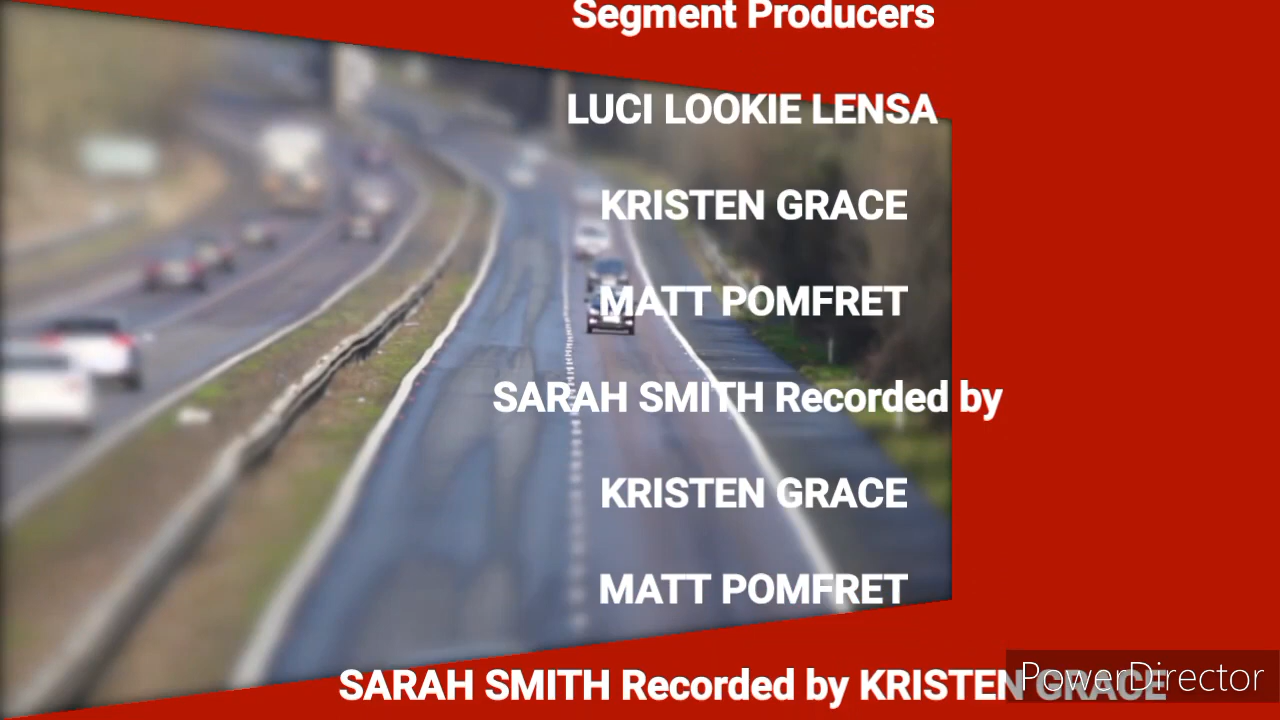 Segment Producers
LUCI LOOKIE LENSA
KRISTEN GRACE
MATT POMFRET
SARAH SMITH Recorded by
KRISTEN GRACE
MATT POMFRET
SARAH SMITH Recorded by KRISTEN GRACE
PowerDirector